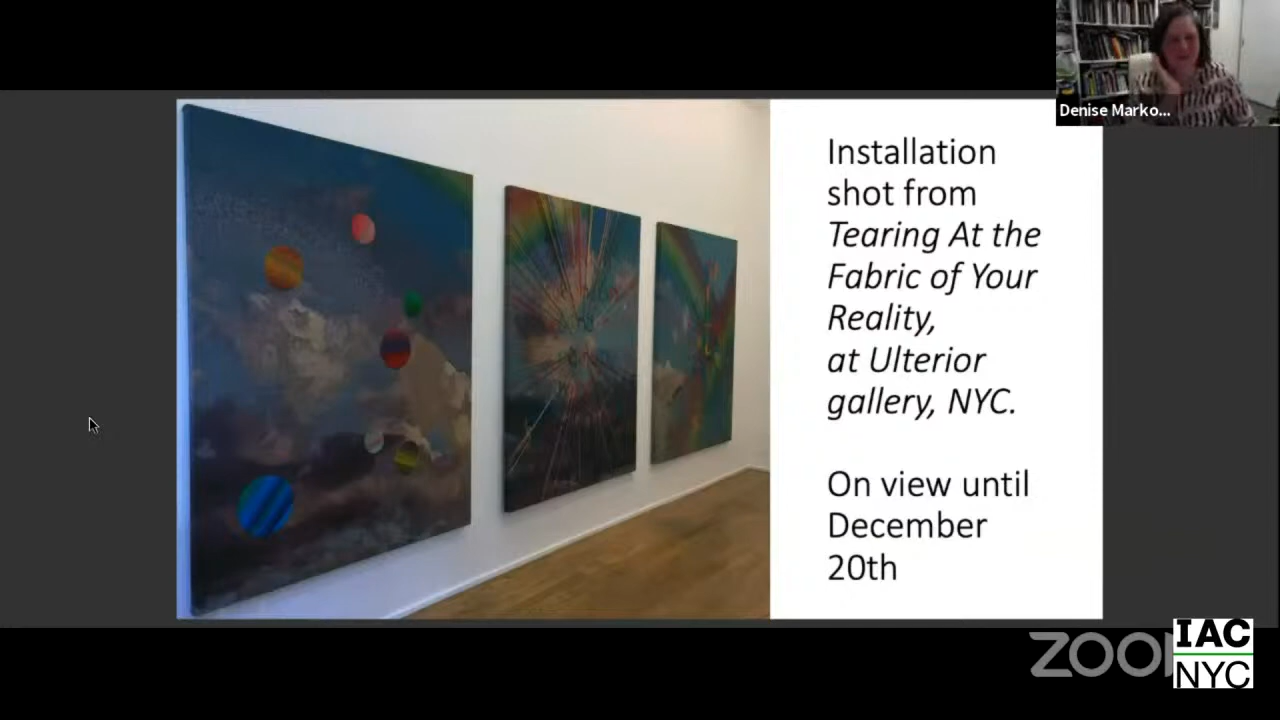 Denise Marko...
Installation
shot from
Tearing At the
Fabric of Your
Reality,
at Ulterior
gallery, NYC.
On view until
December
20th
IAC
NYC